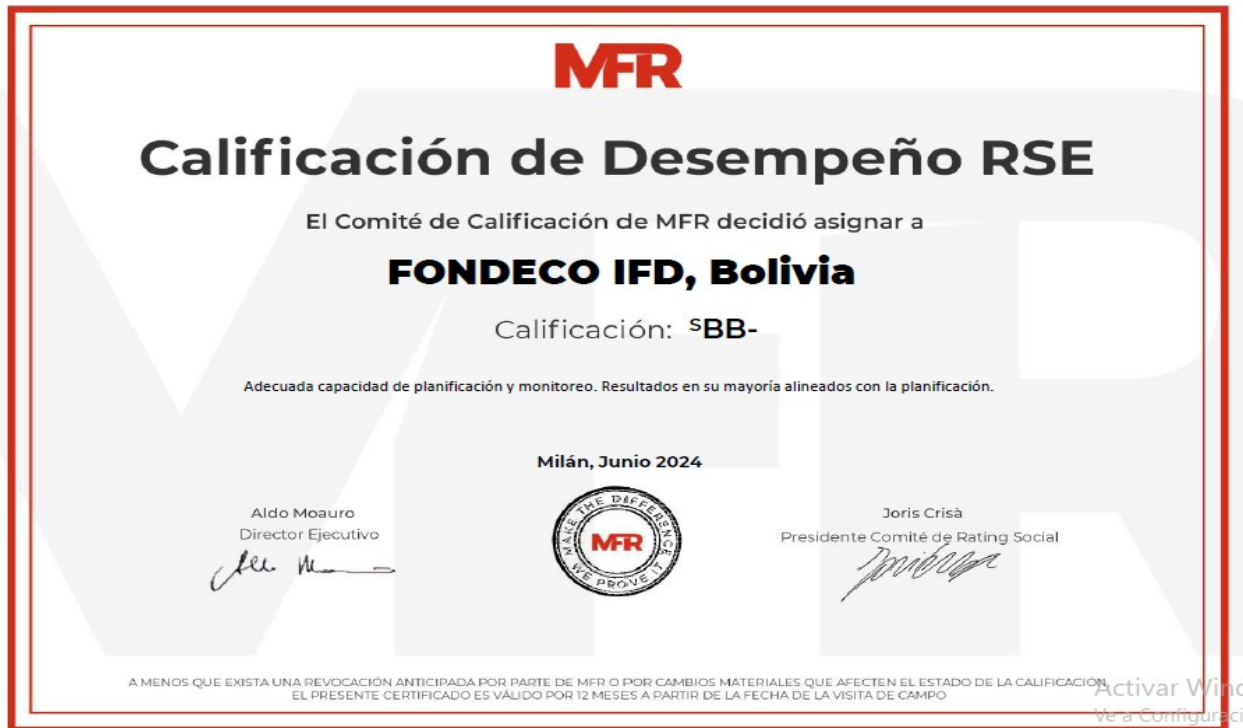 MFR
Calificación de Desempeño RSE
El Comité de Calificación de MFR decidió asignar a
FONDECO IFD, Bolivia
Calificación: ˢBB-
Adecuada capacidad de planificación y monitoreo. Resultados en su mayoría alineados con la planificación.
Milán, Junio 2024
Aldo Moauro
Director Ejecutivo
MAKE THE DIFFERENCE
MFR
WE PROVE IT
Joris Crisà
Presidente Comité de Rating Social
A MENOS QUE EXISTA UNA REVOCACIÓN ANTICIPADA POR PARTE DE MFR O POR CAMBIOS MATERIALES QUE AFECTEN EL ESTADO DE LA CALIFICACIÓN,
EL PRESENTE CERTIFICADO ES VÁLIDO POR 12 MESES A PARTIR DE LA FECHA DE LA VISITA DE CAMPO
Activar Wind
Ve a Configuraci